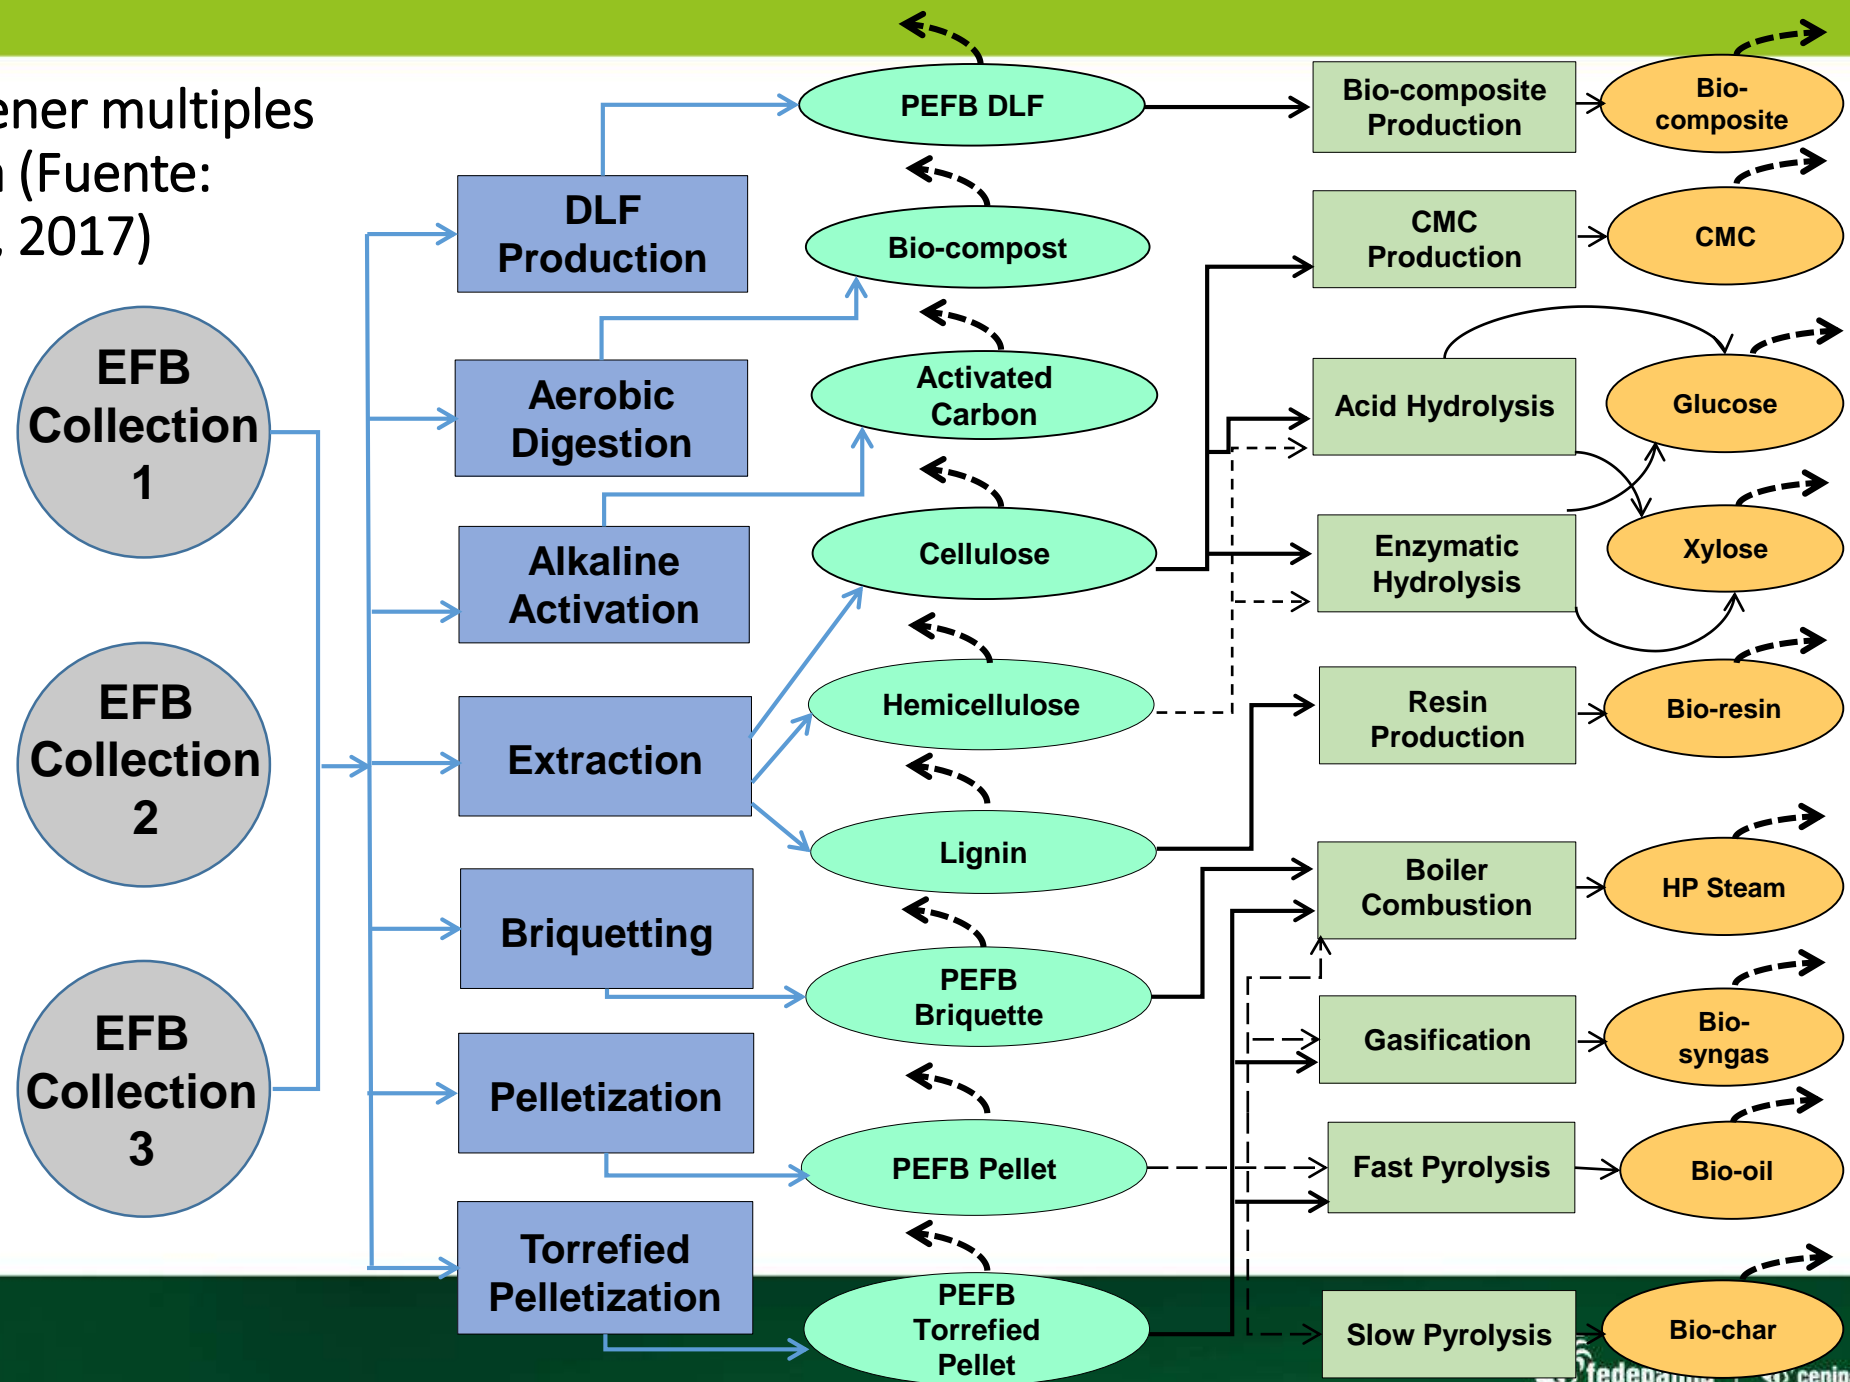 ener multiples
(Fuente:
, 2017)
EFB
Collection
1
EFB
Collection
2
EFB
Collection
3
DLF
Production
Aerobic
Digestion
Alkaline
Activation
Extraction
Briquetting
Pelletization
Torrefied
Pelletization
PEFB DLF
Bio-compost
Activated
Carbon
Cellulose
Hemicellulose
Lignin
PEFB
Briquette
PEFB Pellet
PEFB
Torrefied
Pellet
Bio-composite
Production
CMC
Production
Acid Hydrolysis
Enzymatic
Hydrolysis
Resin
Production
Boiler
Combustion
Gasification
Fast Pyrolysis
Slow Pyrolysis
Bio-
composite
CMC
Glucose
Xylose
Bio-resin
HP Steam
Bio-
syngas
Bio-oil
Bio-char